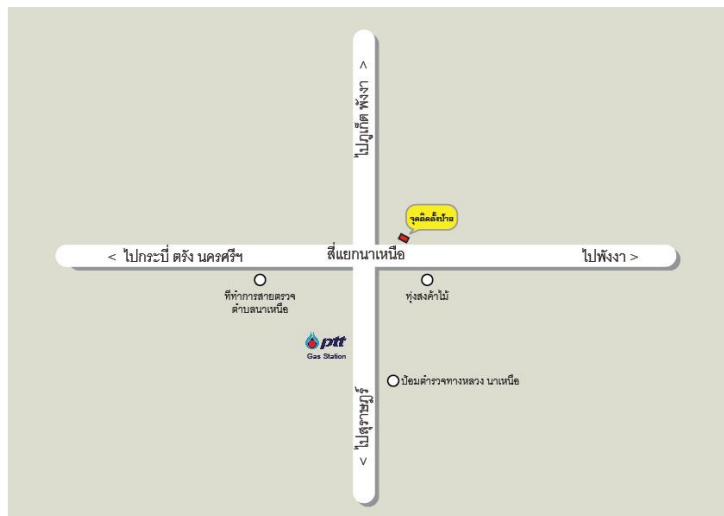 ไปภูเก็ต พังงา >
จุดติดตั้งป้าย
< ไปกระบี่ ตรัง นครศรีฯ
สี่แยกนาเหนือ
ไปพังงา >
ที่ทำการสายตรวจ
ตำบลนาเหนือ
ทุ่งสงค้าไม้
ptt
Gas Station
ป้อมตำรวจทางหลวง นาเหนือ
< ไปสุราษฎร์